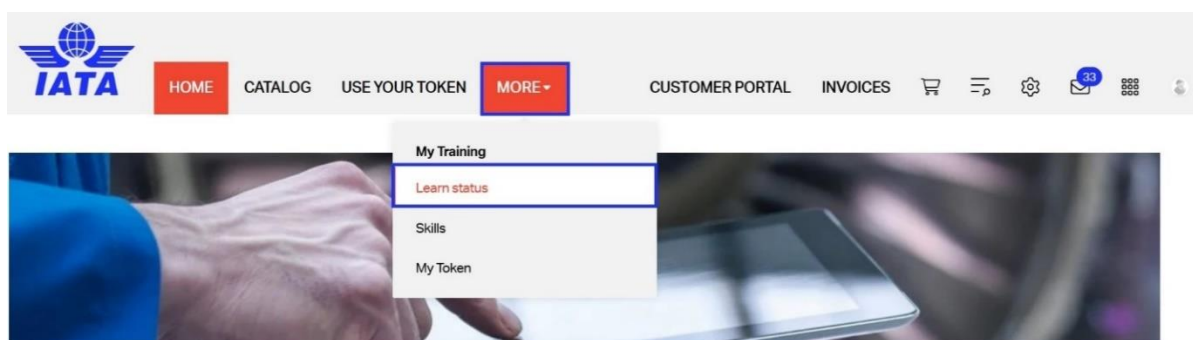 IATA
HOME CATALOG USE YOUR TOKEN MORE CUSTOMER PORTAL INVOICES 33
My Training
Learn status
Skills
My Token